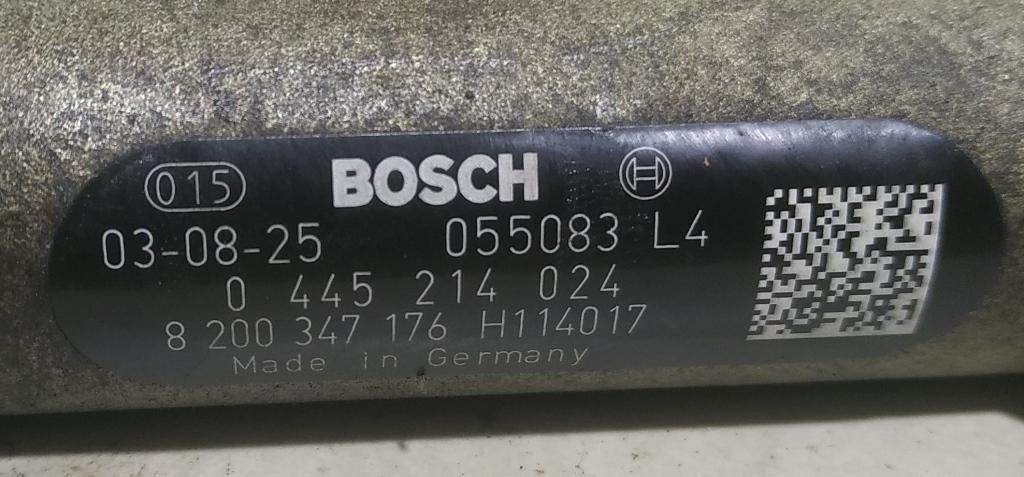 015 BOSCH
03-08-25 055083 L4
0 445 214 024
8 200 347 176 H114017
Made in Germany